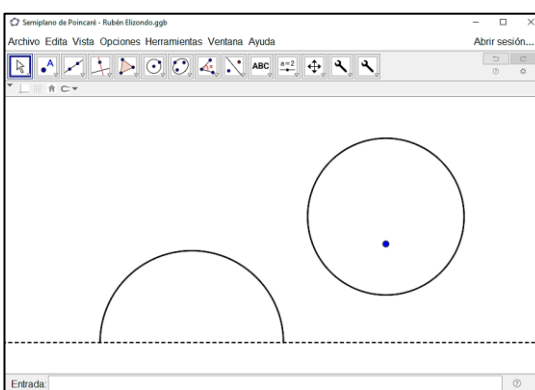 Semiplano de Poincaré - Rubén Elizondo.ggb
Archivo Edita Vista Opciones Herramientas Ventana Ayuda Abrir sesión...
A ABC a=2
Entrada: